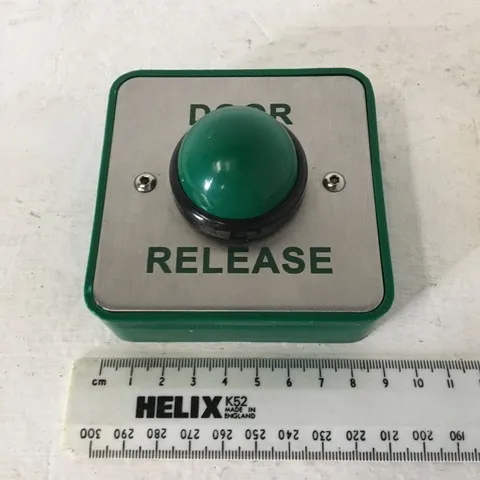 DOOR
RELEASE
cm 1 2 3 4 5 6 7 8 9 10 11
HELIX K52
MADE IN
ENGLAND
300 290 280 270 260 250 240 230 220 210 200 190